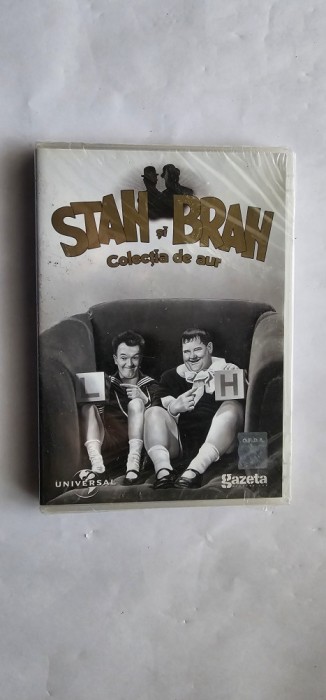 STAN și BRAN
Colecția de aur
L
H
UNIVERSAL
gazeta